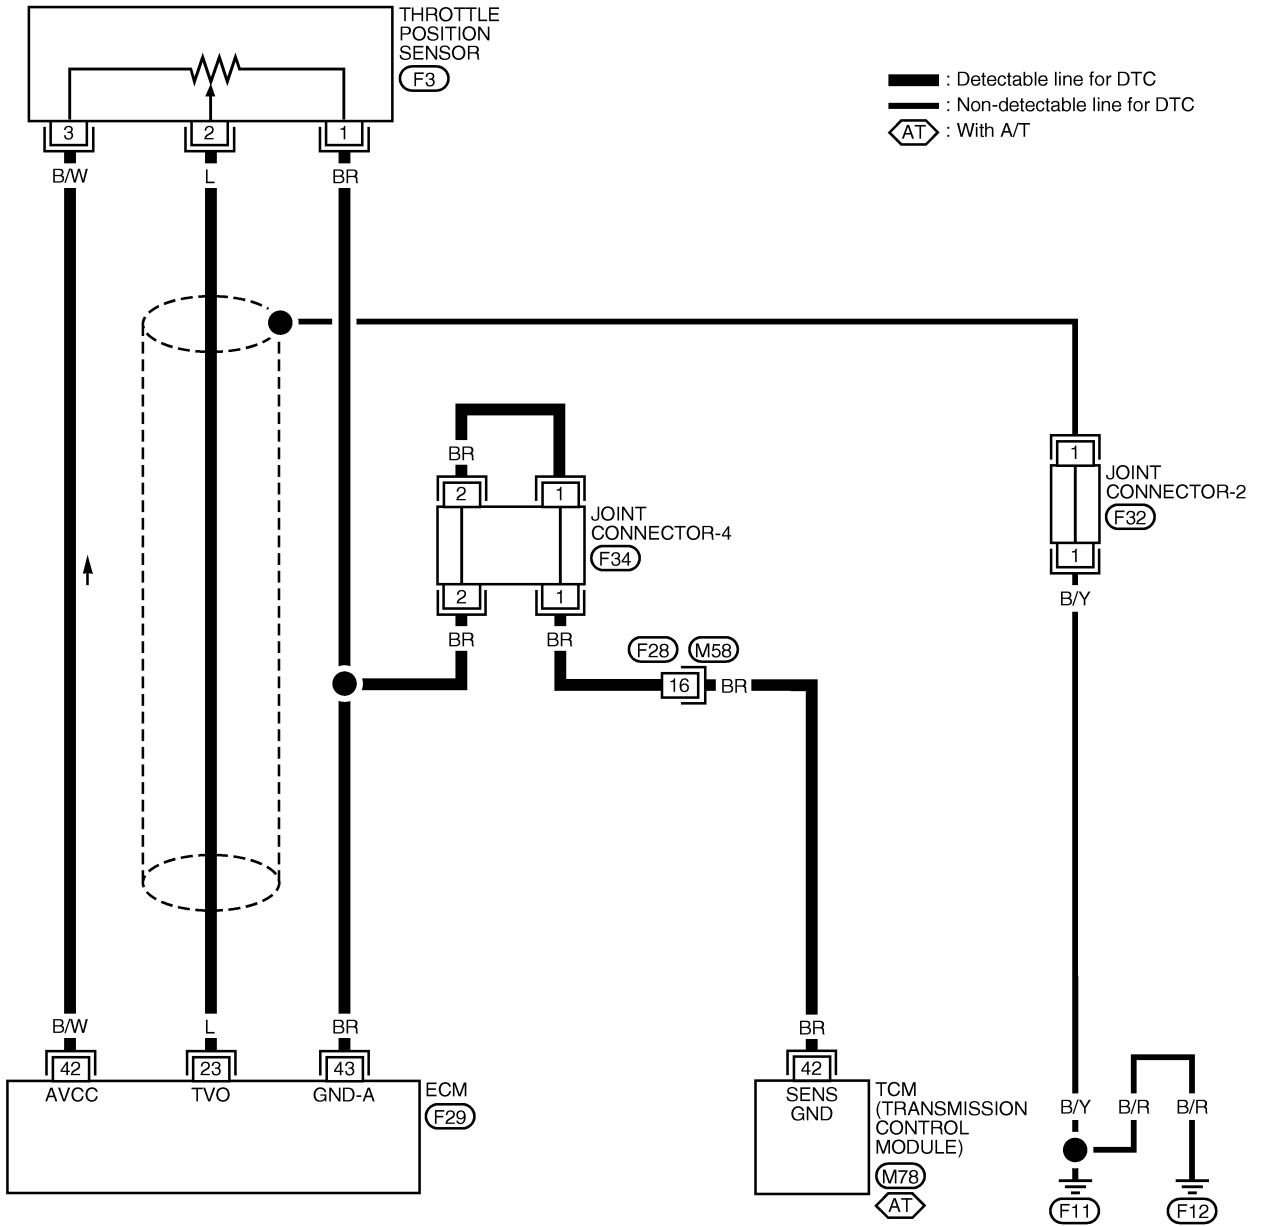 THROTTLE
POSITION
SENSOR
F3
: Detectable line for DTC
: Non-detectable line for DTC
AT : With A/T
3 2 1
B/W L BR
BR
2 1
1
JOINT
CONNECTOR-4
F34
JOINT
CONNECTOR-2
F32
2 1
1
B/Y
BR BR
F28 M58
16 BR
B/W L BR
BR
42 23 43
42
AVCC TVO GND-A
ECM
F29
SENS
GND
TCM
(TRANSMISSION
CONTROL
MODULE)
M78
AT
B/Y B/R B/R
F11 F12